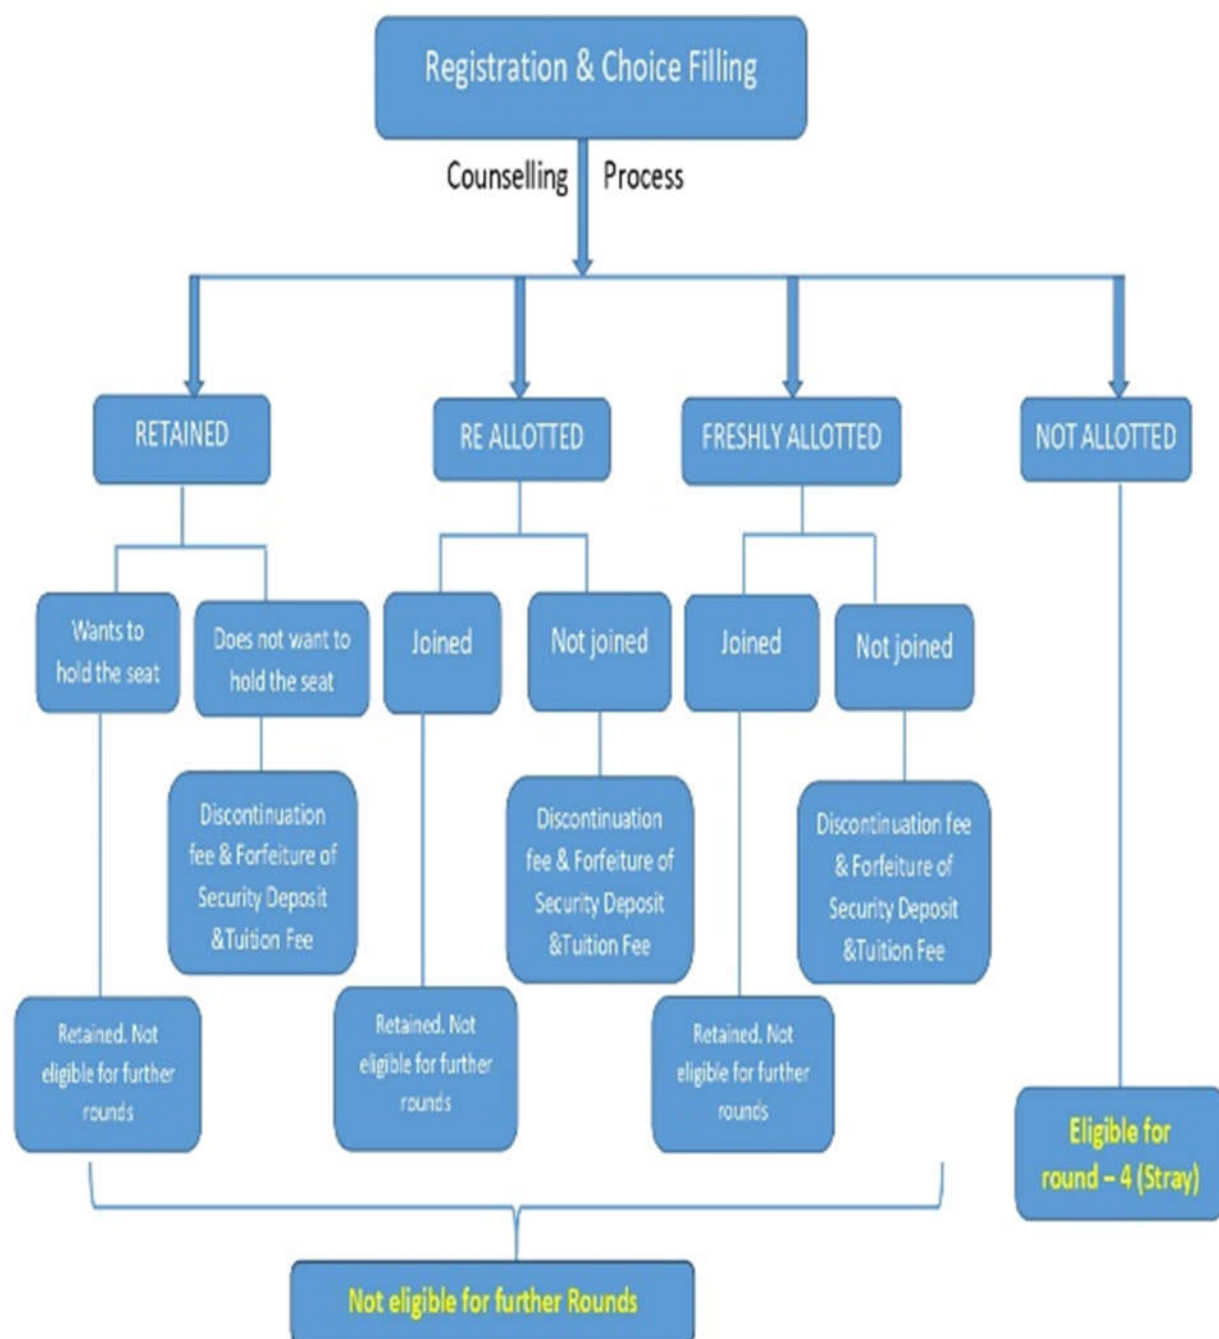 Registration & Choice Filling
Counselling Process
RETAINED
RE ALLOTTED
FRESHLY ALLOTTED
NOT ALLOTTED
Wants to
hold the seat
Does not want to
hold the seat
Joined
Not joined
Joined
Not joined
Discontinuation
fee & Forfeiture of
Security Deposit
&Tuition Fee
Discontinuation
fee & Forfeiture of
Security Deposit
&Tuition Fee
Discontinuation fee
& Forfeiture of
Security Deposit
&Tuition Fee
Retained. Not
eligible for further
rounds
Retained. Not
eligible for further
rounds
Retained. Not
eligible for further
rounds
Eligible for
round – 4 (Stray)
Not eligible for further Rounds